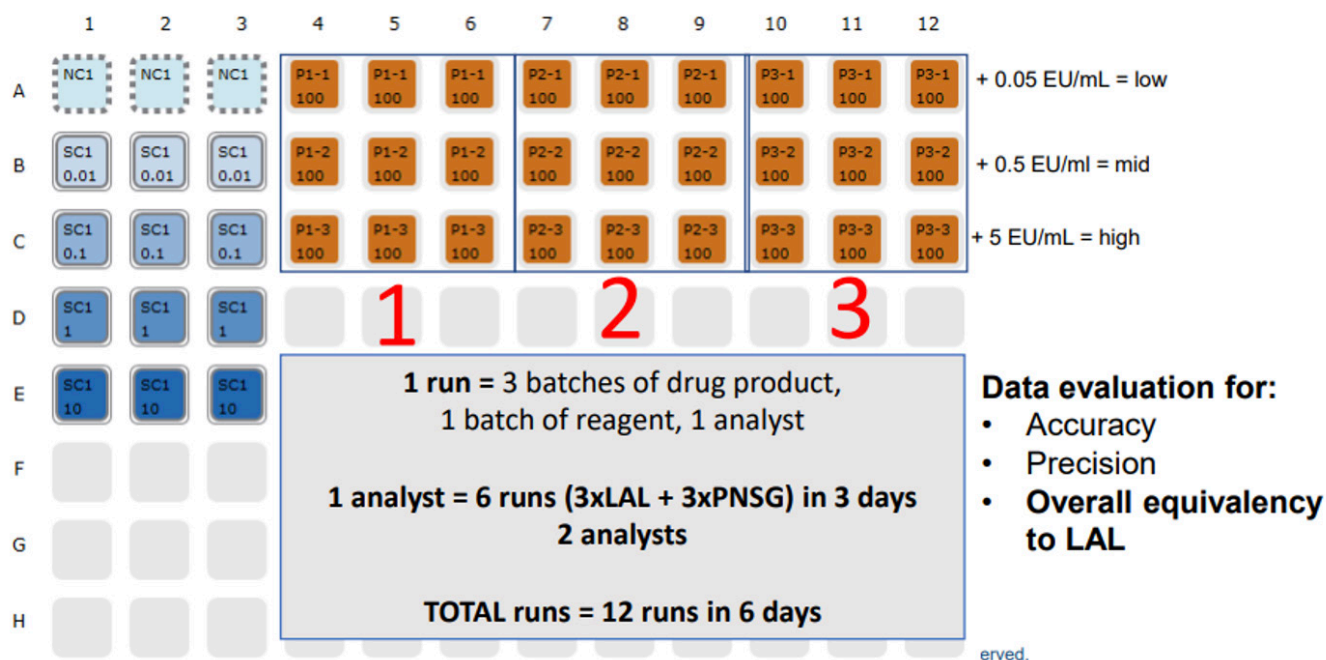 1 2 3 4 5 6 7 8 9 10 11 12
A
NC1 NC1 NC1 P1-1 P1-1 P1-1 P2-1 P2-1 P2-1 P3-1 P3-1 P3-1
100 100 100 100 100 100 100 100 100
+ 0.05 EU/mL = low
B
SC1 SC1 SC1 P1-2 P1-2 P1-2 P2-2 P2-2 P2-2 P3-2 P3-2 P3-2
0.01 0.01 0.01 100 100 100 100 100 100 100 100 100
+ 0.5 EU/ml = mid
C
SC1 SC1 SC1 P1-3 P1-3 P1-3 P2-3 P2-3 P2-3 P3-3 P3-3 P3-3
0.1 0.1 0.1 100 100 100 100 100 100 100 100 100
+ 5 EU/mL = high
D
SC1 SC1 SC1
1 1 1
1 2 3
E
SC1 SC1 SC1
10 10 10
F
G
H
1 run = 3 batches of drug product,
1 batch of reagent, 1 analyst
1 analyst = 6 runs (3xLAL + 3xPNSG) in 3 days
2 analysts
TOTAL runs = 12 runs in 6 days
Data evaluation for:
• Accuracy
• Precision
• Overall equivalency
to LAL
erved.